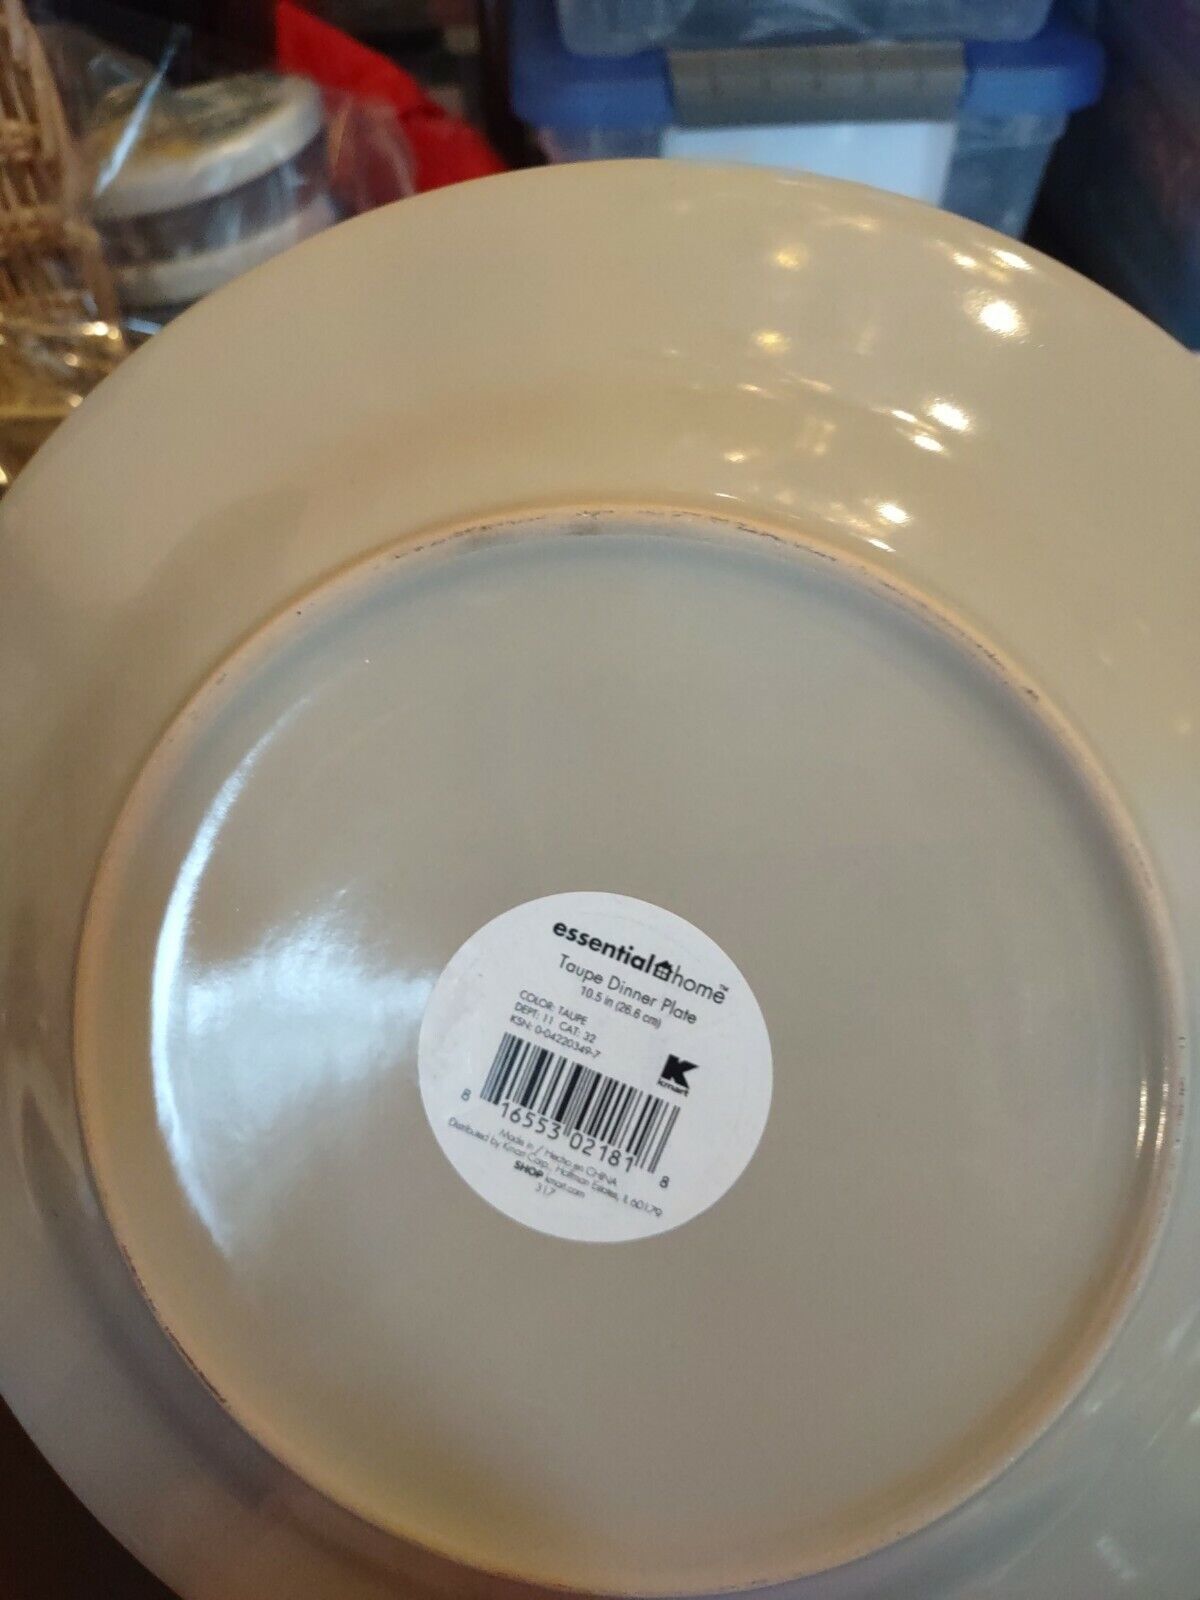 essential home™
Taupe Dinner Plate
10.5 in (26.6 cm)
COLOR: TAUPE
DEPT: 11 CAT: 32
KSN: 0-04220349-7
K
kmart
8 16553 02181 8
Made in / Hecho en CHINA
Distributed by Kmart Corp., Hoffman Estates, IL 60179
SHOP kmart.com
317